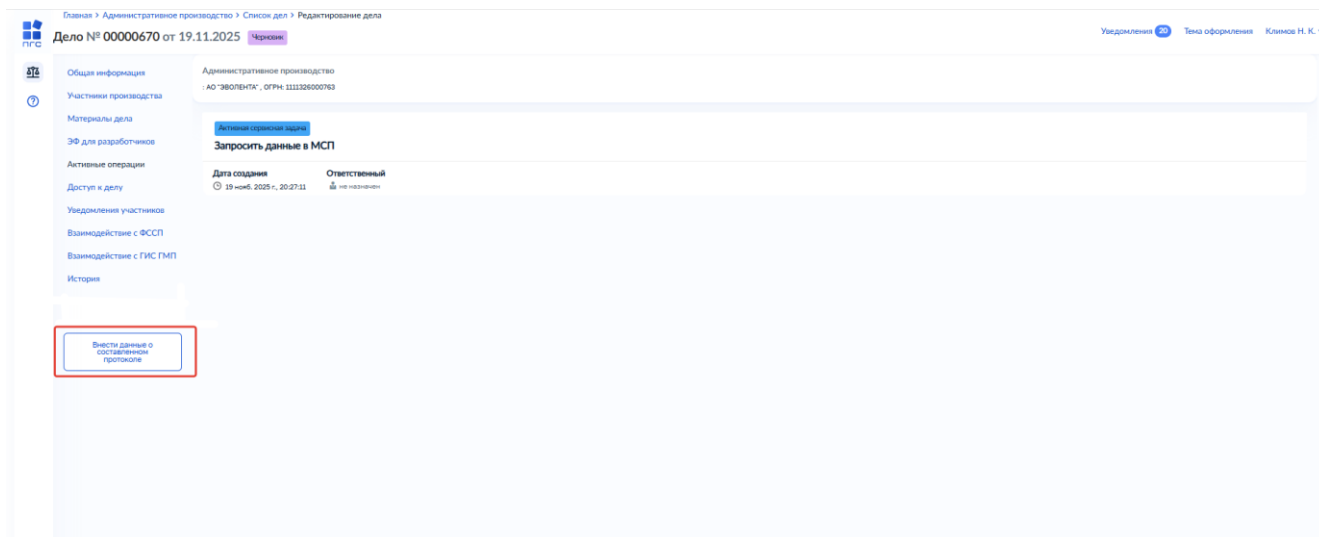 Главная > Административное производство > Список дел > Редактирование дела
Дело № 00000670 от 19.11.2025 Черновик
Уведомления 20 Тема оформления Климов Н. К.
пгс
Общая информация
Участники производства
Материалы дела
ЭФ для разработчиков
Активные операции
Доступ к делу
Уведомления участников
Взаимодействие с ФССП
Взаимодействие с ГИС ГМП
История
Внести данные о
составленном
протоколе
Административное производство
: АО "ЭВОЛЕНТА" , ОГРН: 1111326000763
Активная сервисная задача
Запросить данные в МСП
Дата создания Ответственный
19 нояб. 2025 г., 20:27:11 не назначен